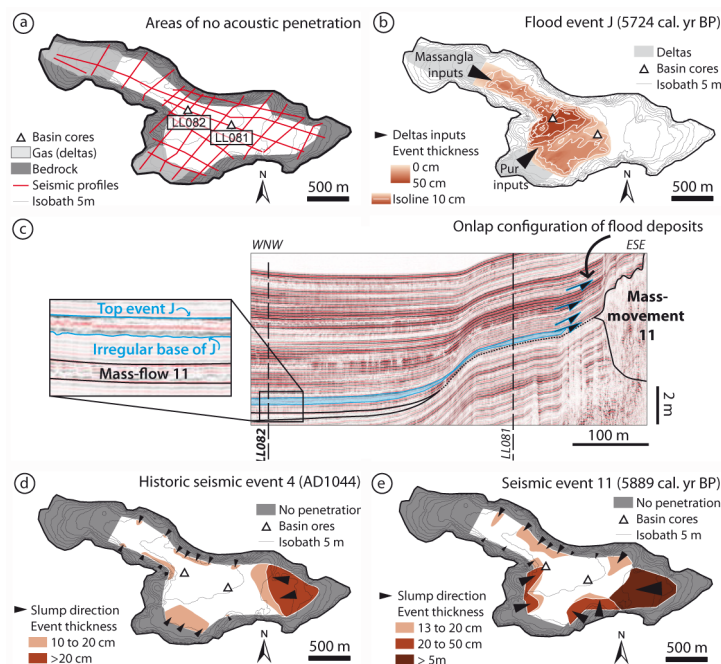 a
Areas of no acoustic penetration
LL082
LL081
Basin cores
Gas (deltas)
Bedrock
Seismic profiles
Isobath 5m
N
500 m
b
Flood event J (5724 cal. yr BP)
Massangla
inputs
Deltas
Basin cores
Isobath 5 m
Deltas inputs
Event thickness
0 cm
50 cm
Isoline 10 cm
Pur
inputs
N
500 m
c
Onlap configuration of flood deposits
WNW
ESE
Top event J
Irregular base of J
Mass-flow 11
Mass-
movement
11
2 m
LL082
LL081
100 m
d
Historic seismic event 4 (AD1044)
No penetration
Basin ores
Isobath 5 m
Slump direction
Event thickness
10 to 20 cm
>20 cm
N
500 m
e
Seismic event 11 (5889 cal. yr BP)
No penetration
Basin cores
Isobath 5 m
Slump direction
Event thickness
13 to 20 cm
20 to 50 cm
> 5m
N
500 m